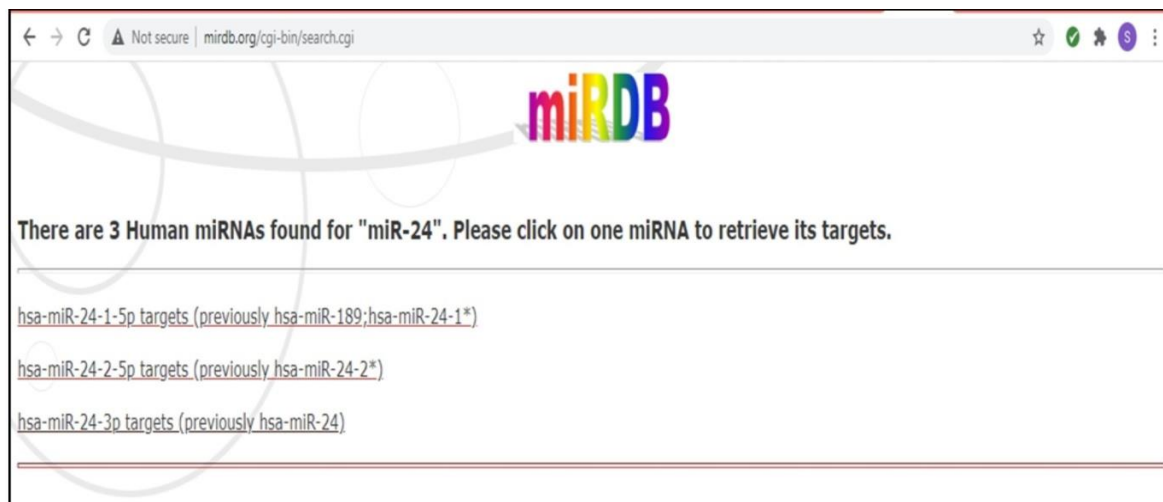 Not secure | mirdb.org/cgi-bin/search.cgi
S
miRDB
There are 3 Human miRNAs found for "miR-24". Please click on one miRNA to retrieve its targets.
hsa-miR-24-1-5p targets (previously hsa-miR-189;hsa-miR-24-1*)
hsa-miR-24-2-5p targets (previously hsa-miR-24-2*)
hsa-miR-24-3p targets (previously hsa-miR-24)